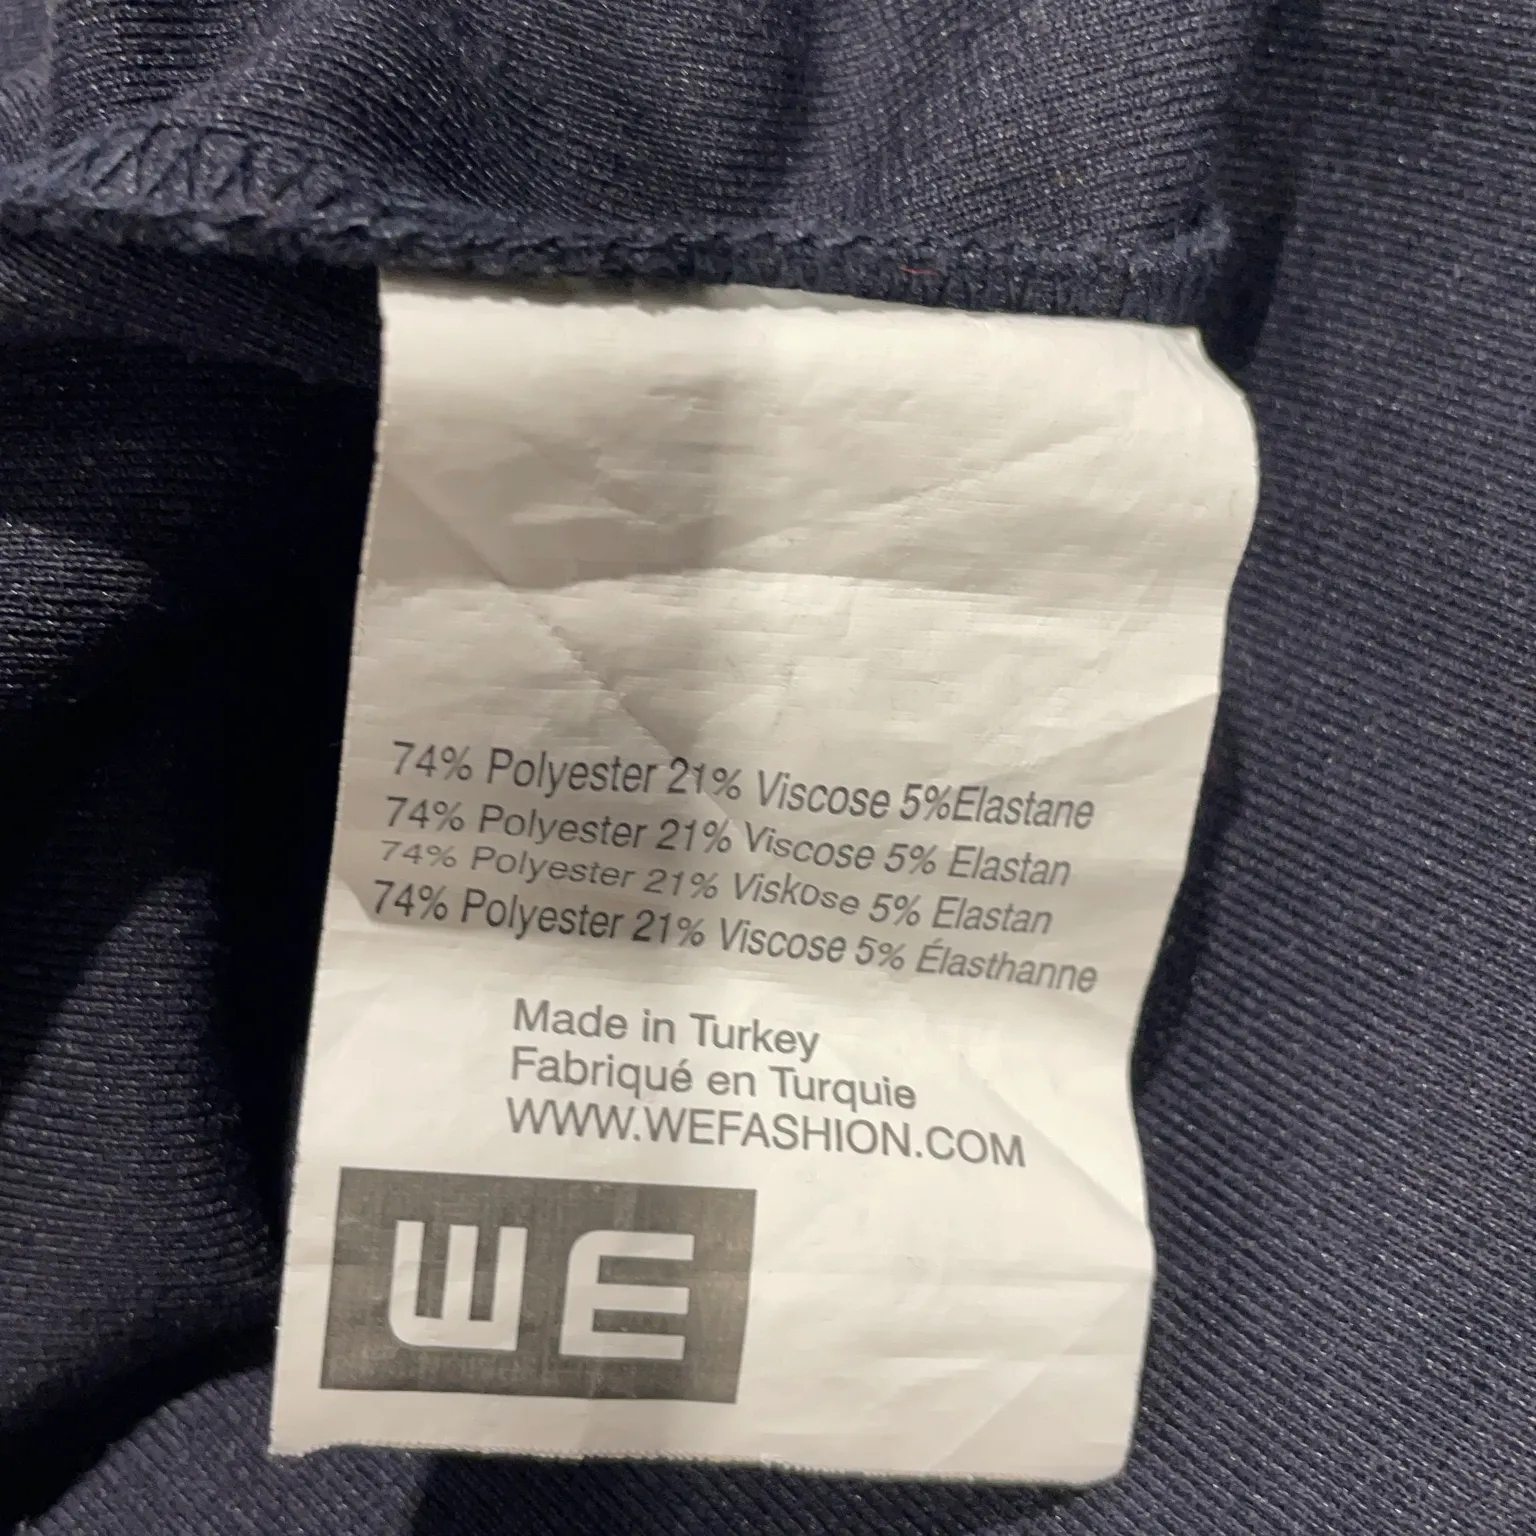 74% Polyester 21% Viscose 5%Elastane
74% Polyester 21% Viscose 5% Elastan
74% Polyester 21% Viskose 5% Elastan
74% Polyester 21% Viscose 5% Élasthanne
Made in Turkey
Fabriqué en Turquie
WWW.WEFASHION.COM
WE